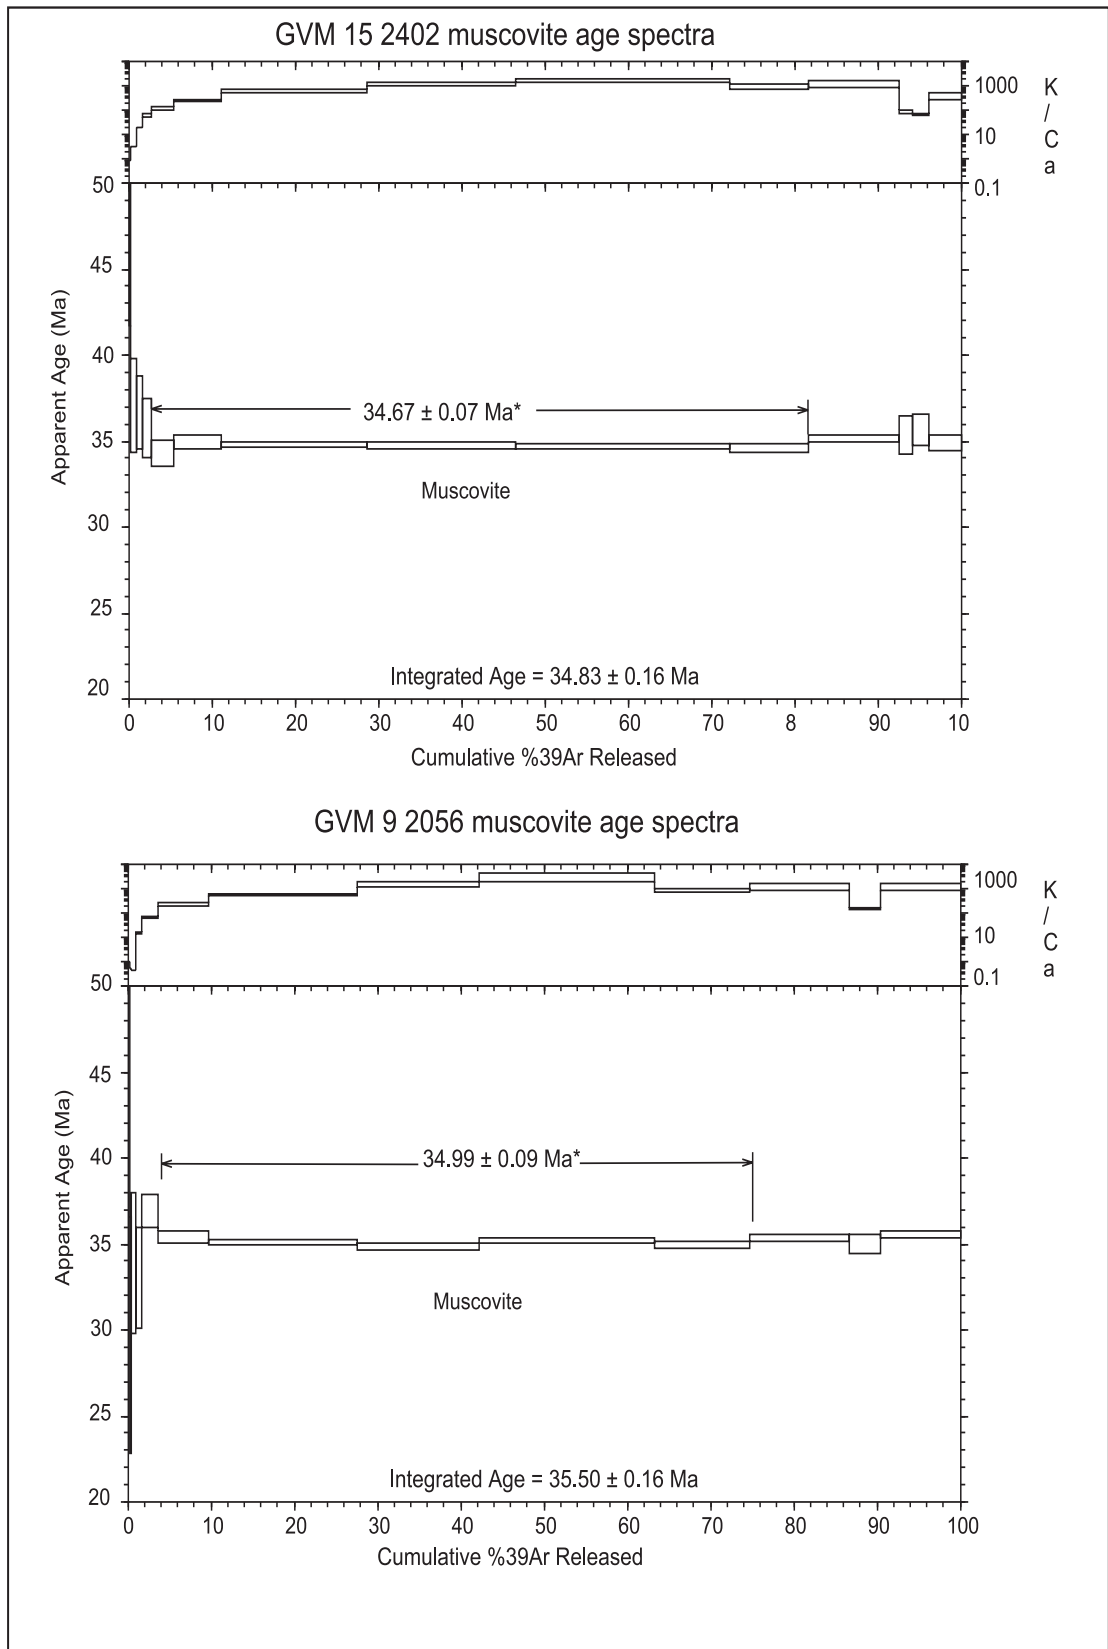 GVM 15 2402 muscovite age spectra
1000
10
0.1
K
/
C
a
50
45
40
35
30
25
20
Apparent Age (Ma)
34.67 ± 0.07 Ma*
Muscovite
Integrated Age = 34.83 ± 0.16 Ma
0 10 20 30 40 50 60 70 8 90 10
Cumulative %39Ar Released
GVM 9 2056 muscovite age spectra
1000
10
0.1
K
/
C
a
50
45
40
35
30
25
20
Apparent Age (Ma)
34.99 ± 0.09 Ma*
Muscovite
Integrated Age = 35.50 ± 0.16 Ma
0 10 20 30 40 50 60 70 80 90 100
Cumulative %39Ar Released